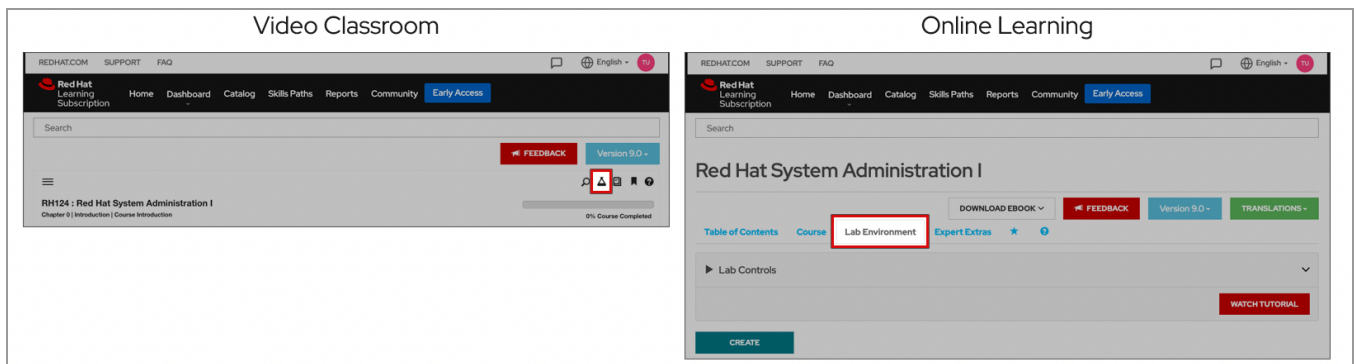 Video Classroom
REDHAT.COM SUPPORT FAQ English TU
Red Hat
Learning
Subscription
Home Dashboard Catalog Skills Paths Reports Community Early Access
Search
FEEDBACK Version 9.0
RH124 : Red Hat System Administration I
Chapter 0 | Introduction | Course Introduction
0% Course Completed
Online Learning
REDHAT.COM SUPPORT FAQ English TU
Red Hat
Learning
Subscription
Home Dashboard Catalog Skills Paths Reports Community Early Access
Search
Red Hat System Administration I
DOWNLOAD EBOOK FEEDBACK Version 9.0 TRANSLATIONS
Table of Contents Course Lab Environment Expert Extras
Lab Controls
WATCH TUTORIAL
CREATE